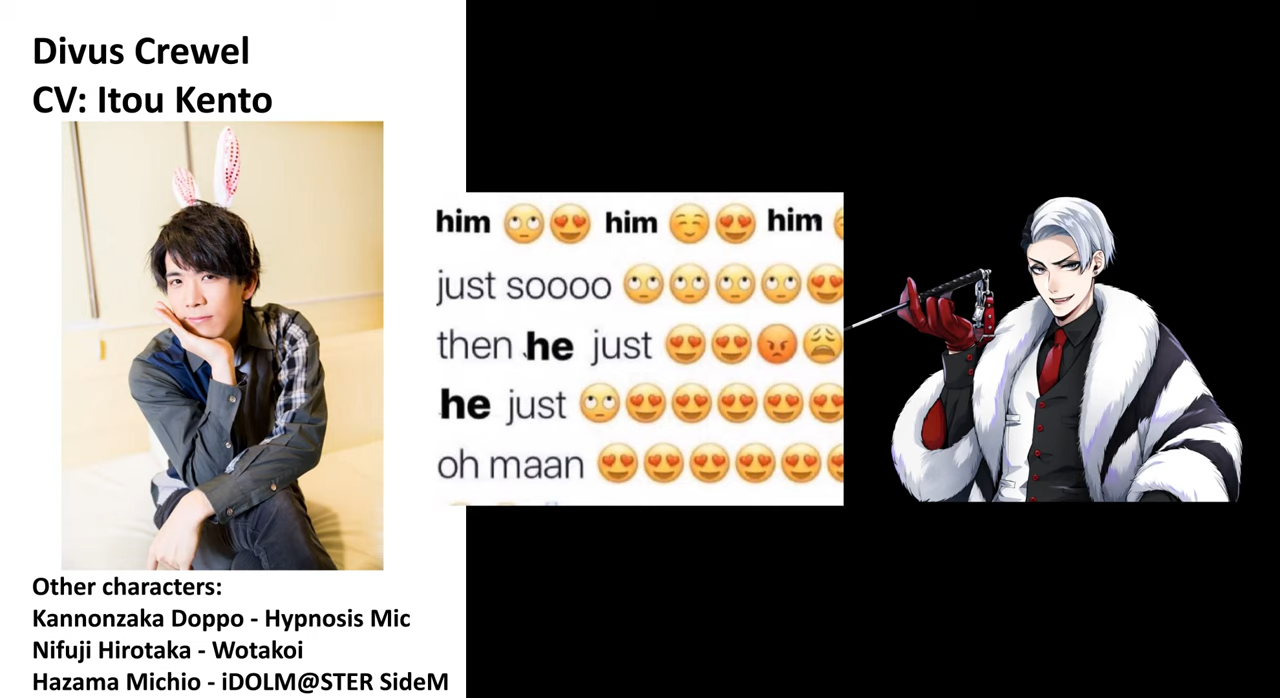 Divus Crewel
CV: Itou Kento
him 🙄😍 him ☺️😍 him
just soooo 🙄🙄🙄🙄😍
then he just 😍😍😡😩
he just 🙄😍😍😍😍😍
oh maan 😍😍😍😍😍😍
Other characters:
Kannonzaka Doppo - Hypnosis Mic
Nifuji Hirotaka - Wotakoi
Hazama Michio - iDOLM@STER SideM